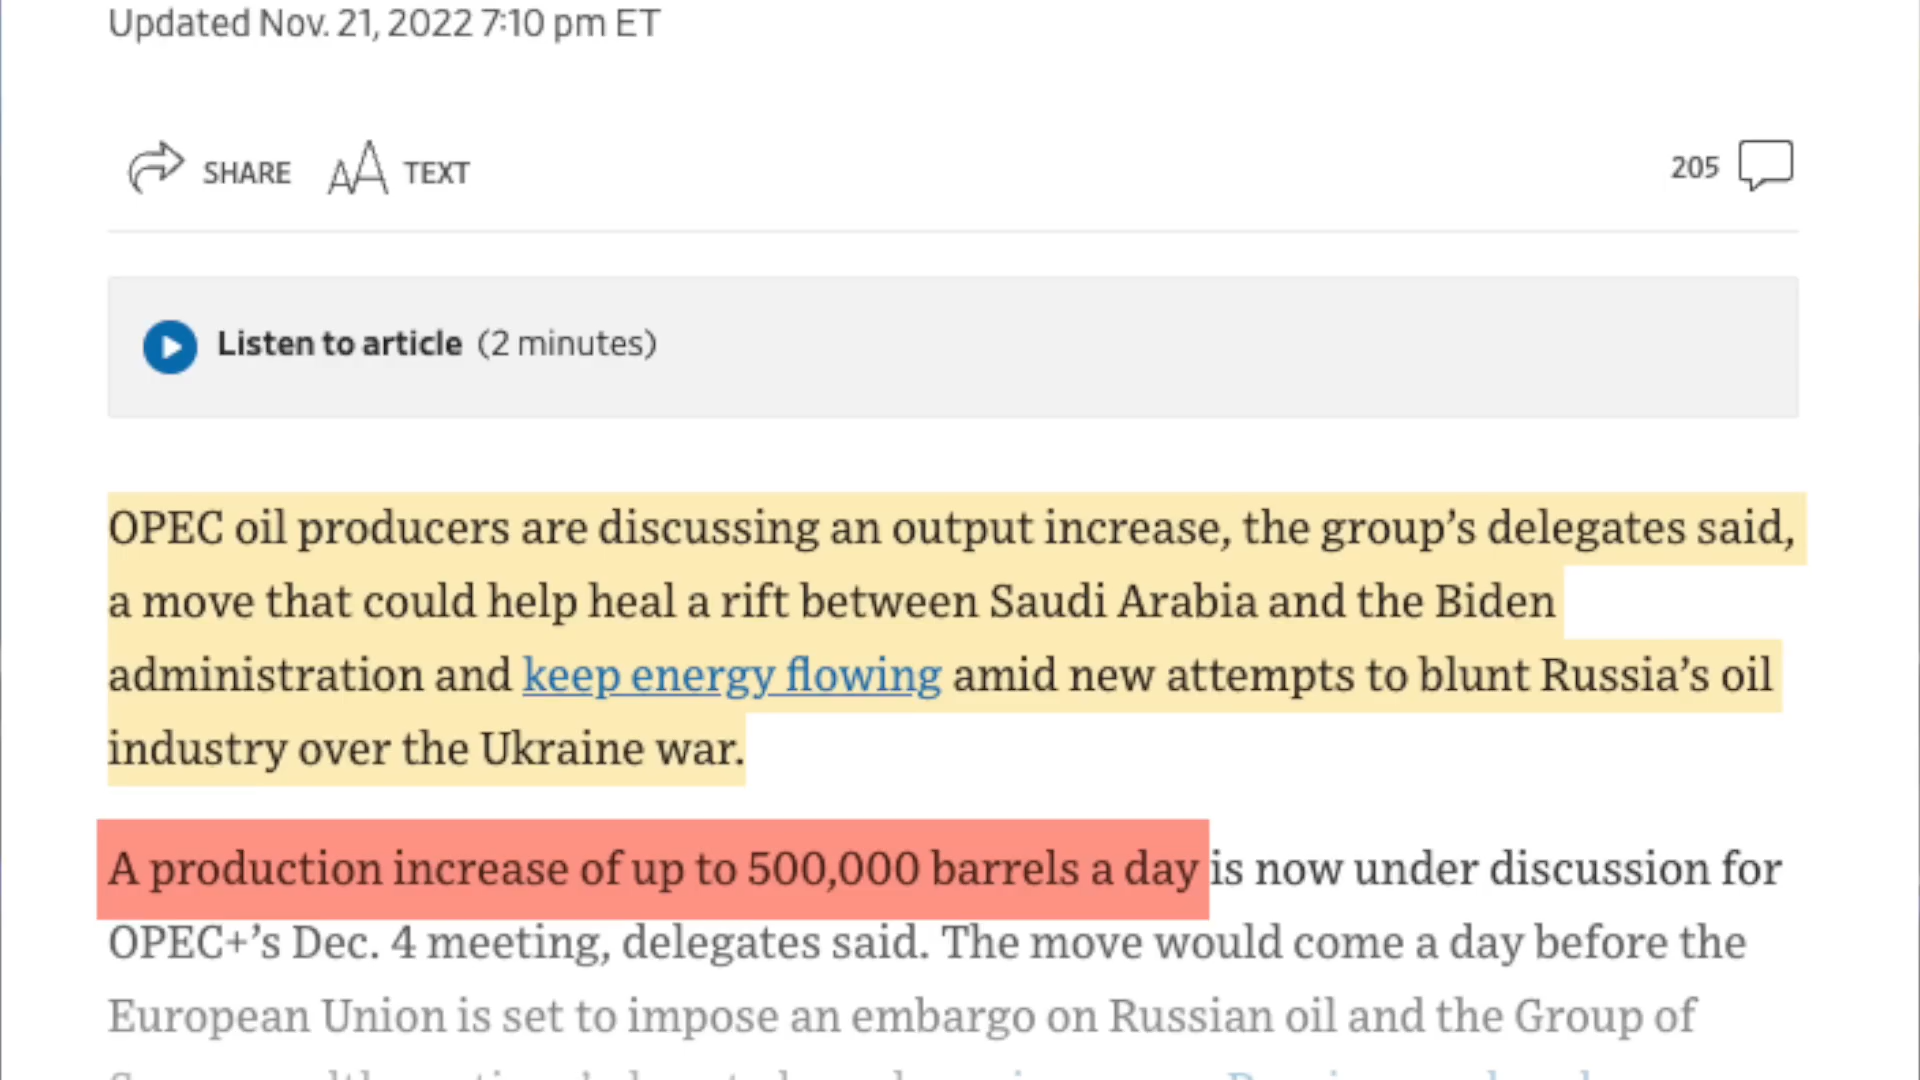 Updated Nov. 21, 2022 7:10 pm ET
SHARE TEXT 205
Listen to article (2 minutes)
OPEC oil producers are discussing an output increase, the group’s delegates said,
a move that could help heal a rift between Saudi Arabia and the Biden
administration and keep energy flowing amid new attempts to blunt Russia’s oil
industry over the Ukraine war.
A production increase of up to 500,000 barrels a day is now under discussion for
OPEC+’s Dec. 4 meeting, delegates said. The move would come a day before the
European Union is set to impose an embargo on Russian oil and the Group of